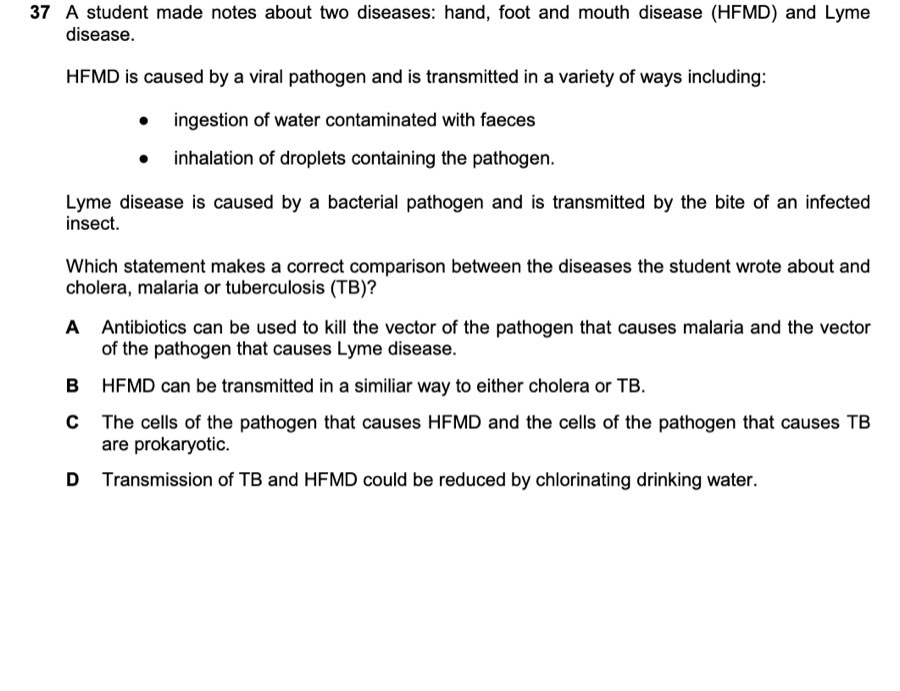 37 A student made notes about two diseases: hand, foot and mouth disease (HFMD) and Lyme
disease.
HFMD is caused by a viral pathogen and is transmitted in a variety of ways including:
• ingestion of water contaminated with faeces
• inhalation of droplets containing the pathogen.
Lyme disease is caused by a bacterial pathogen and is transmitted by the bite of an infected
insect.
Which statement makes a correct comparison between the diseases the student wrote about and
cholera, malaria or tuberculosis (TB)?
A Antibiotics can be used to kill the vector of the pathogen that causes malaria and the vector
of the pathogen that causes Lyme disease.
B HFMD can be transmitted in a similiar way to either cholera or TB.
C The cells of the pathogen that causes HFMD and the cells of the pathogen that causes TB
are prokaryotic.
D Transmission of TB and HFMD could be reduced by chlorinating drinking water.